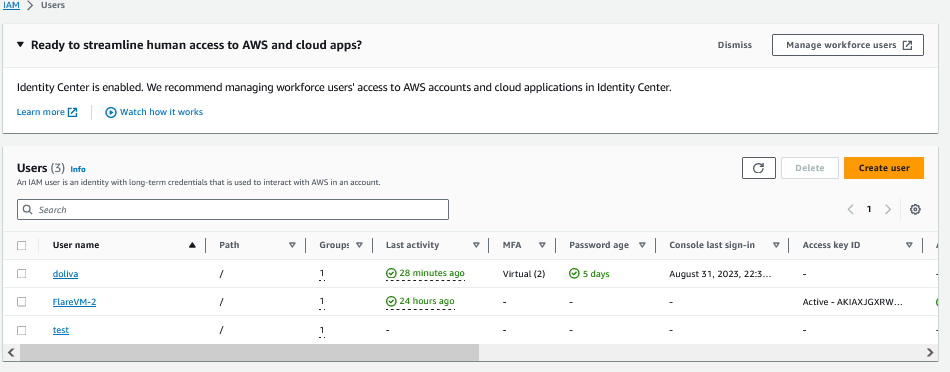 IAM > Users
Ready to streamline human access to AWS and cloud apps?
Dismiss
Manage workforce users
Identity Center is enabled. We recommend managing workforce users' access to AWS accounts and cloud applications in Identity Center.
Learn more
Watch how it works
Users (3) Info
An IAM user is an identity with long-term credentials that is used to interact with AWS in an account.
Delete
Create user
Search
1
User name Path Groups Last activity MFA Password age Console last sign-in Access key ID A
doliva / 1 28 minutes ago Virtual (2) 5 days August 31, 2023, 22:3... -
FlareVM-2 / 1 24 hours ago - - - Active - AKIAXJGXRW...
test / 1 - - - - -